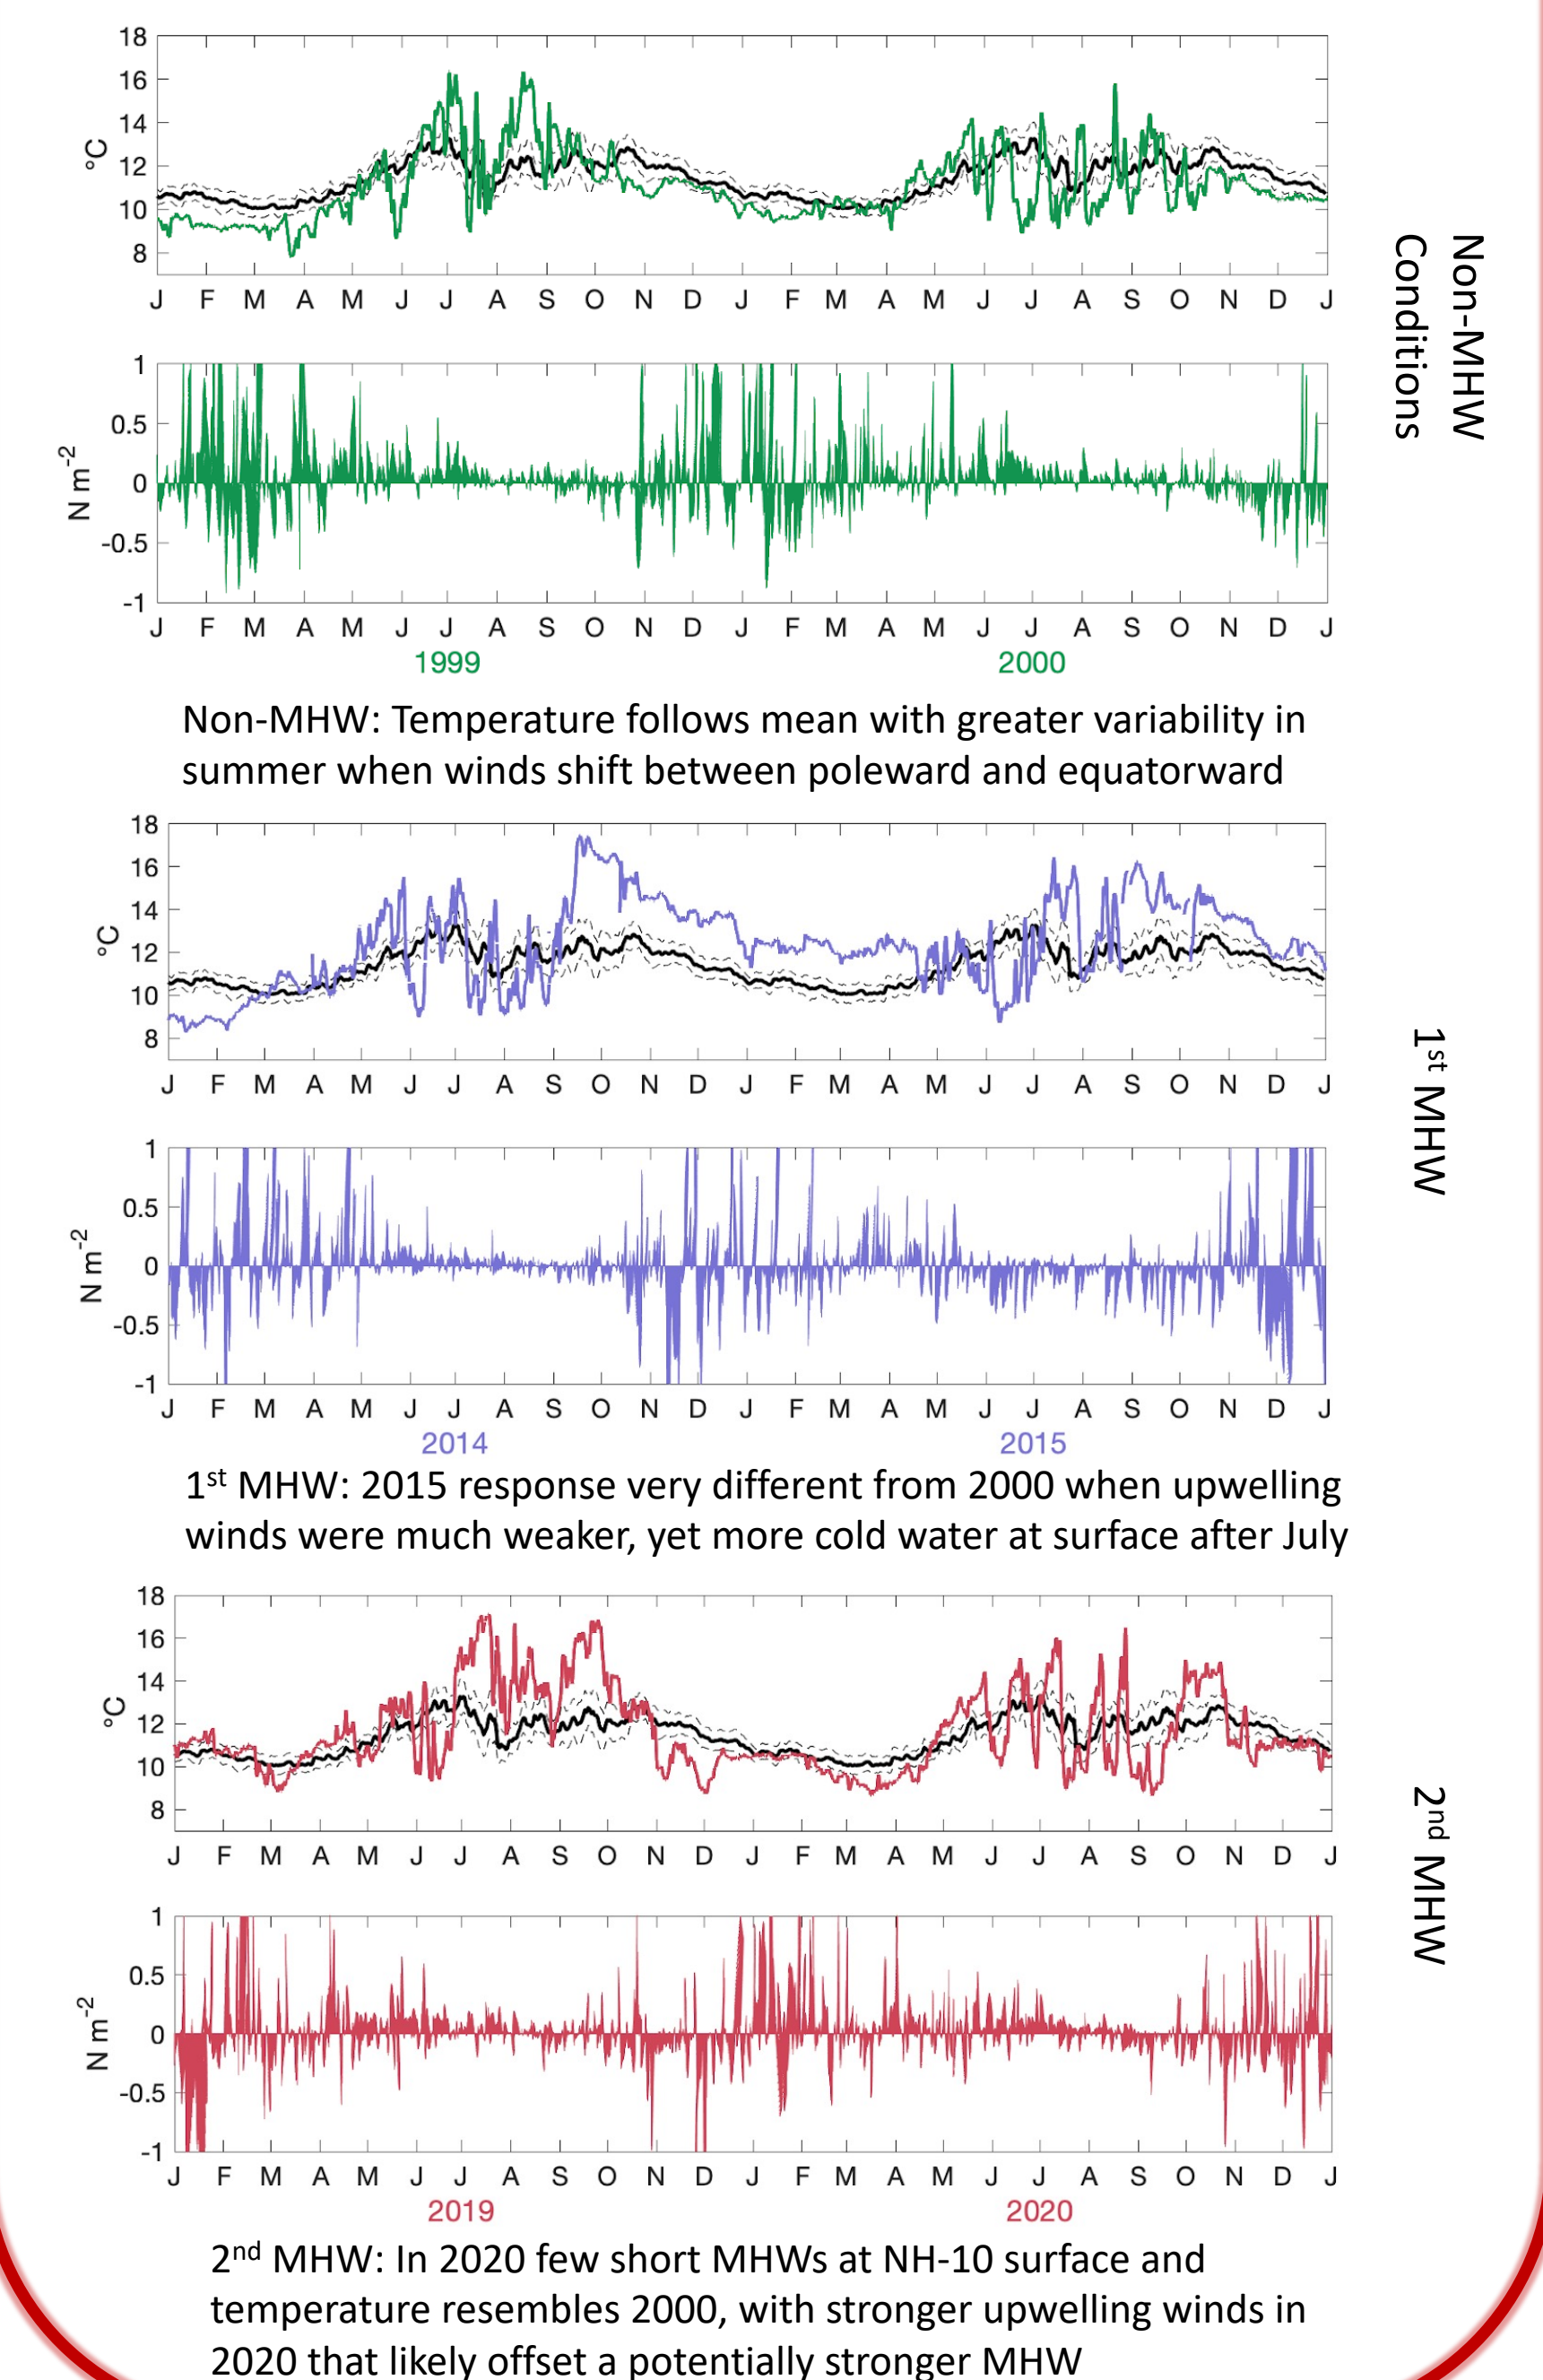 18
16
14
12
10
8
°C
J F M A M J J A S O N D J F M A M J J A S O N D J
1
0.5
0
-0.5
-1
N m⁻²
J F M A M J J A S O N D J F M A M J J A S O N D J
1999 2000
Non-MHW
Conditions
Non-MHW: Temperature follows mean with greater variability in
summer when winds shift between poleward and equatorward
18
16
14
12
10
8
°C
J F M A M J J A S O N D J F M A M J J A S O N D J
1
0.5
0
-0.5
-1
N m⁻²
J F M A M J J A S O N D J F M A M J J A S O N D J
2014 2015
1st MHW
1st MHW: 2015 response very different from 2000 when upwelling
winds were much weaker, yet more cold water at surface after July
18
16
14
12
10
8
°C
J F M A M J J A S O N D J F M A M J J A S O N D J
1
0.5
0
-0.5
-1
N m⁻²
J F M A M J J A S O N D J F M A M J J A S O N D J
2019 2020
2nd MHW
2nd MHW: In 2020 few short MHWs at NH-10 surface and
temperature resembles 2000, with stronger upwelling winds in
2020 that likely offset a potentially stronger MHW